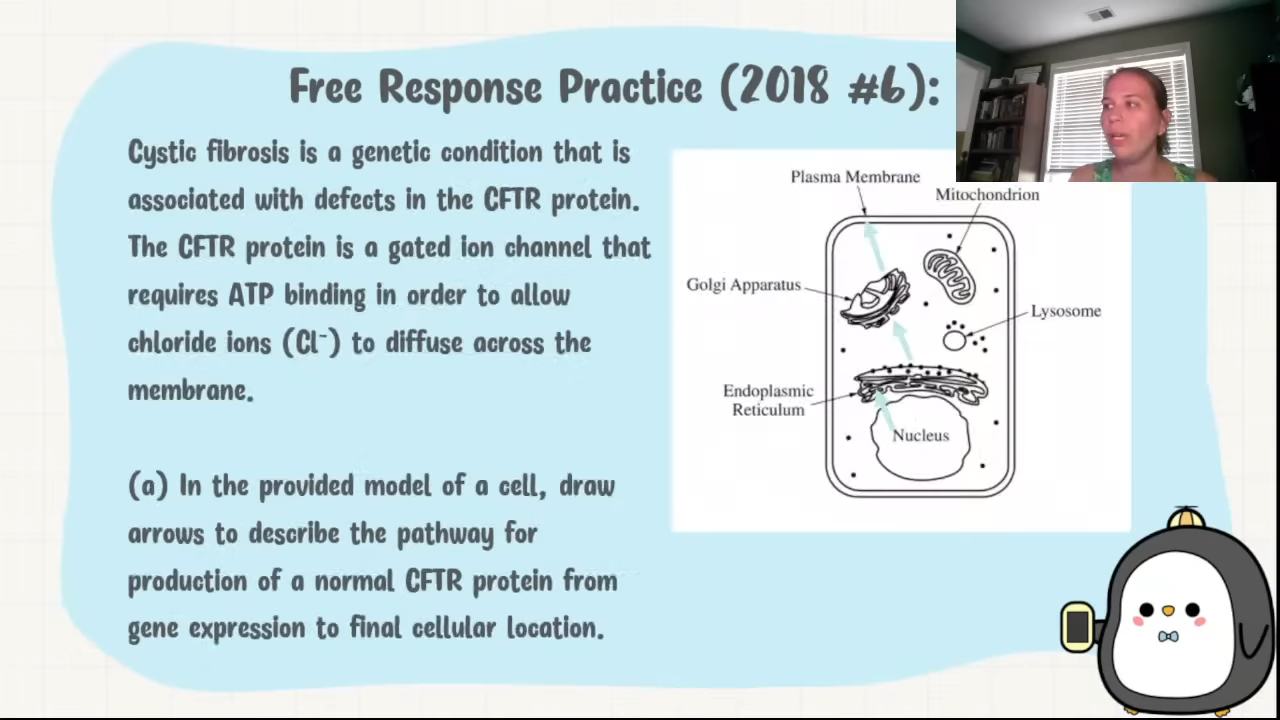 Free Response Practice (2018 #6):
Cystic fibrosis is a genetic condition that is
associated with defects in the CFTR protein.
The CFTR protein is a gated ion channel that
requires ATP binding in order to allow
chloride ions (Cl⁻) to diffuse across the
membrane.
(a) In the provided model of a cell, draw
arrows to describe the pathway for
production of a normal CFTR protein from
gene expression to final cellular location.
Plasma Membrane
Mitochondrion
Golgi Apparatus
Lysosome
Endoplasmic
Reticulum
Nucleus